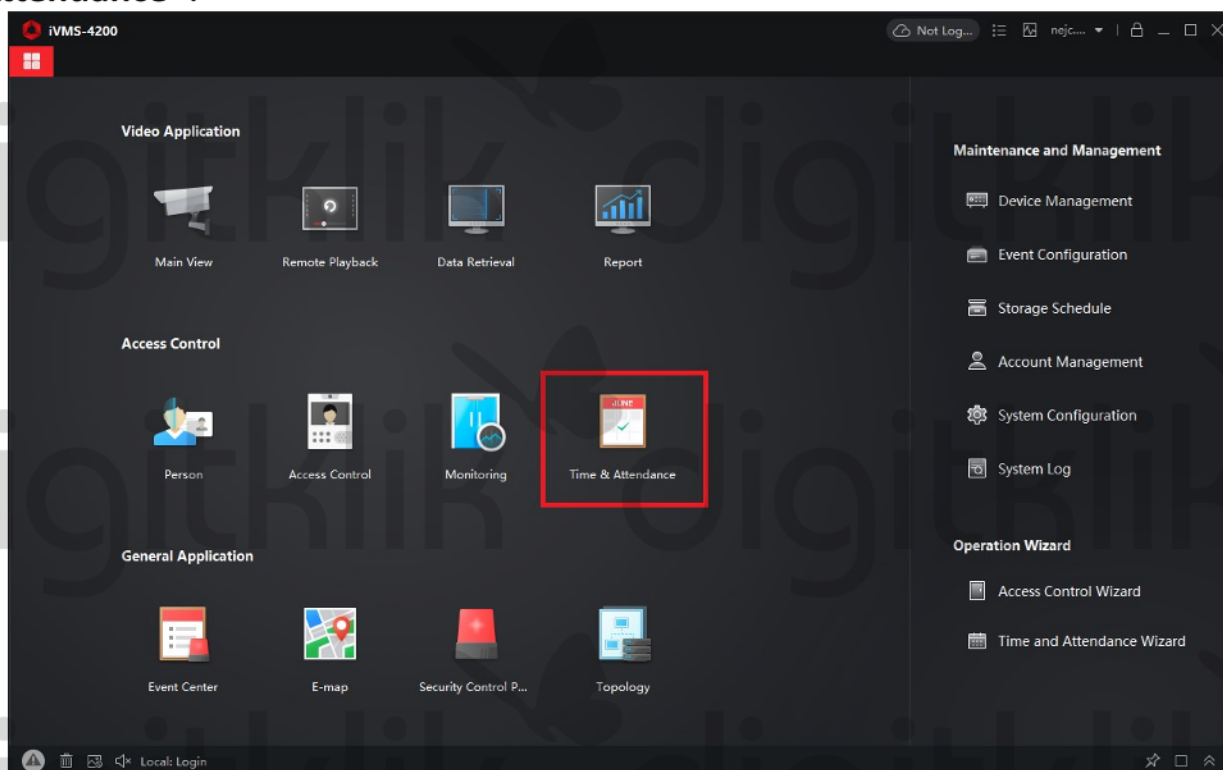 iVMS-4200
Not Log...
nejc....
Video Application
Main View
Remote Playback
Data Retrieval
Report
Access Control
JUNE
Person
Access Control
Monitoring
Time & Attendance
General Application
Event Center
E-map
Security Control P...
Topology
Maintenance and Management
Device Management
Event Configuration
Storage Schedule
Account Management
System Configuration
System Log
Operation Wizard
Access Control Wizard
Time and Attendance Wizard
Local: Login
digitklik